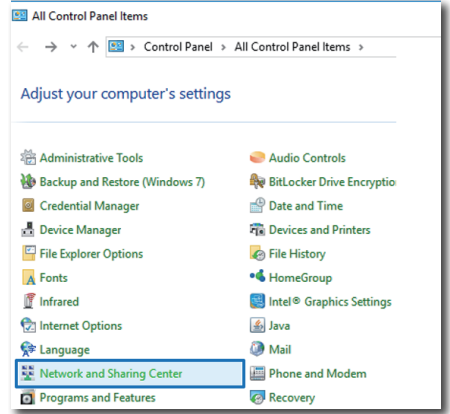 All Control Panel Items
Control Panel > All Control Panel Items >
Adjust your computer's settings
Administrative Tools
Audio Controls
Backup and Restore (Windows 7)
BitLocker Drive Encryptio
Credential Manager
Date and Time
Device Manager
Devices and Printers
File Explorer Options
File History
Fonts
HomeGroup
Infrared
Intel® Graphics Settings
Internet Options
Java
Language
Mail
Network and Sharing Center
Phone and Modem
Programs and Features
Recovery